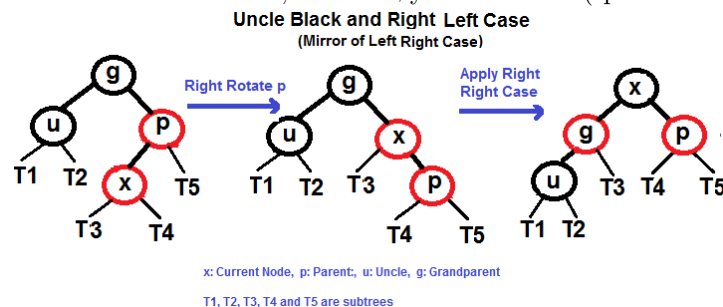 Uncle Black and Right Left Case
(Mirror of Left Right Case)
g
u
p
x
T1
T2
T3
T4
T5
Right Rotate p
g
u
x
p
T1
T2
T3
T4
T5
Apply Right
Right Case
x
g
p
u
T3
T4
T5
T1
T2
x: Current Node, p: Parent:, u: Uncle, g: Grandparent
T1, T2, T3, T4 and T5 are subtrees